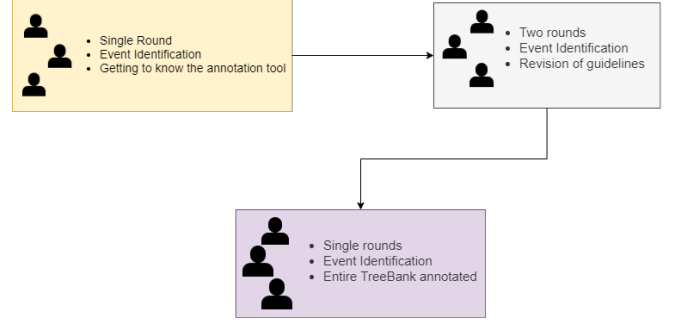 • Single Round
• Event Identification
• Getting to know the annotation tool
• Two rounds
• Event Identification
• Revision of guidelines
• Single rounds
• Event Identification
• Entire TreeBank annotated